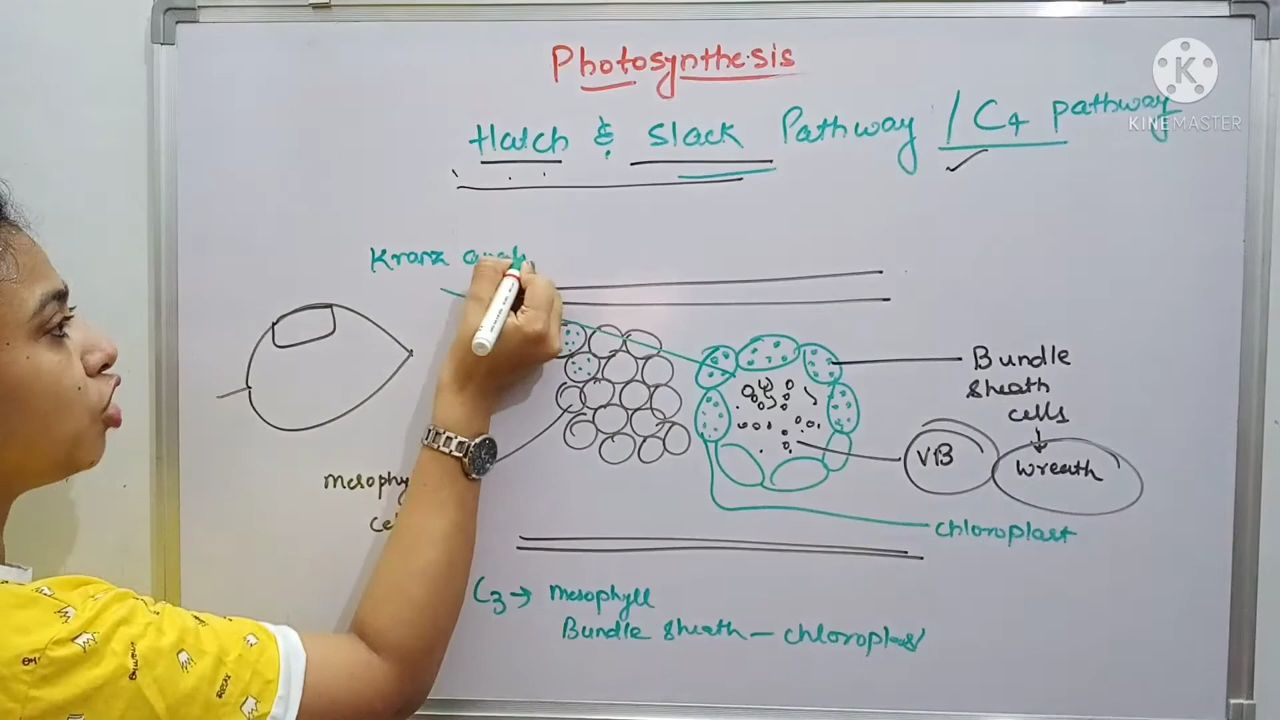 Photosynthesis
Hatch & Slack Pathway / C4 pathway
K
KINEMASTER
Kranz
Bundle
Sheath
cells
VB
wreath
mesophy
ce
chloroplast
C3 → mesophyll
Bundle Sheath - chloroplast